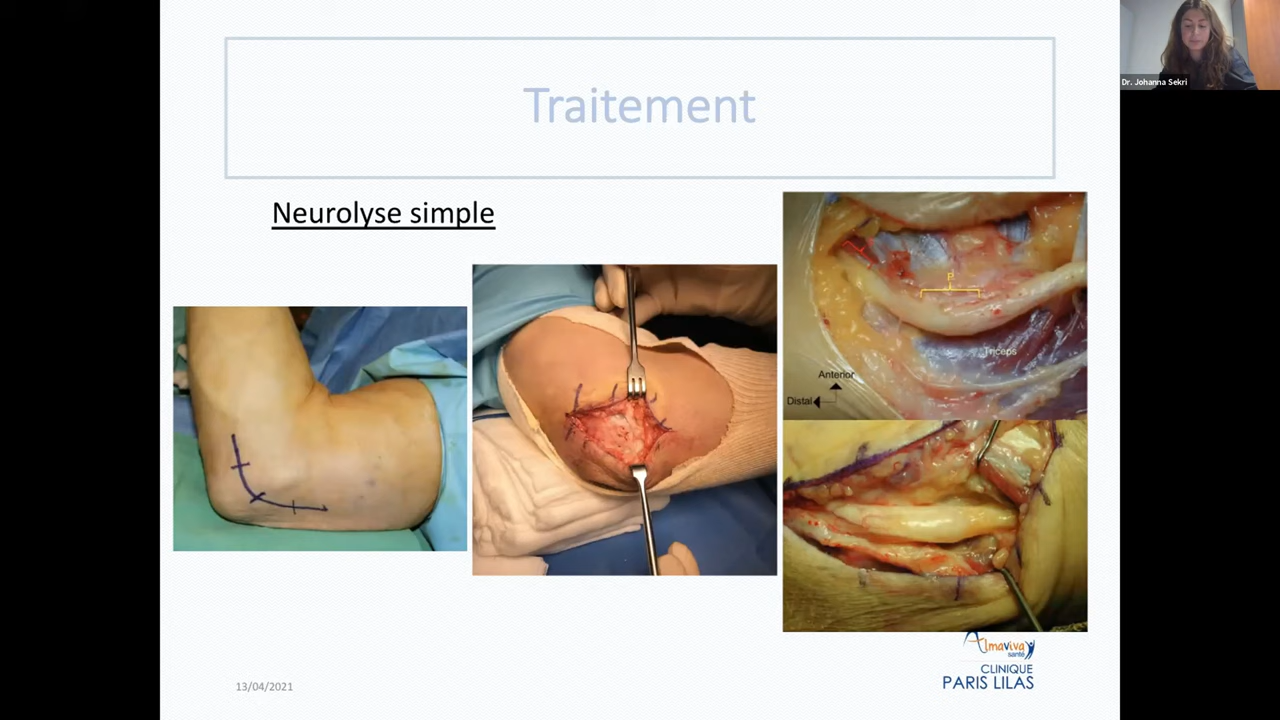 Traitement
Neurolyse simple
P
Triceps
Anterior
Distal
Almaviva
santé
CLINIQUE
PARIS LILAS
13/04/2021
Dr. Johanna Sekri